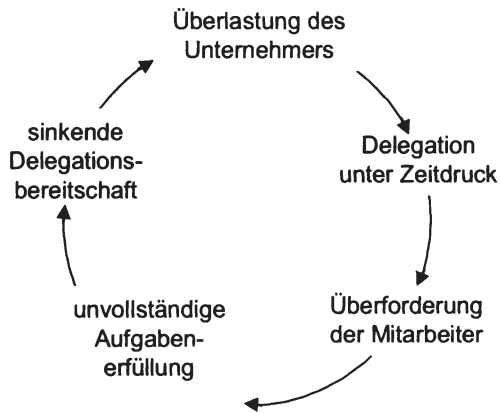 Überlastung des
Unternehmers
Delegation
unter Zeitdruck
Überforderung
der Mitarbeiter
unvollständige
Aufgaben-
erfüllung
sinkende
Delegations-
bereitschaft